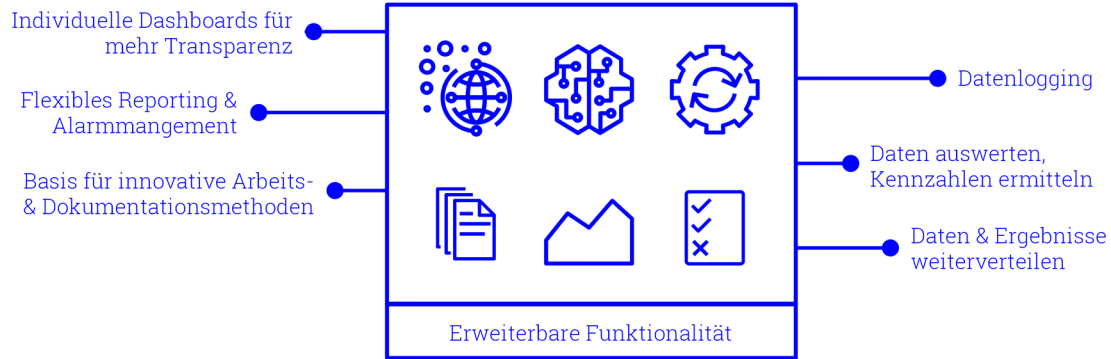 Individuelle Dashboards für
mehr Transparenz
Flexibles Reporting &
Alarmmangement
Basis für innovative Arbeits-
& Dokumentationsmethoden
Datenlogging
Daten auswerten,
Kennzahlen ermitteln
Daten & Ergebnisse
weiterverteilen
Erweiterbare Funktionalität